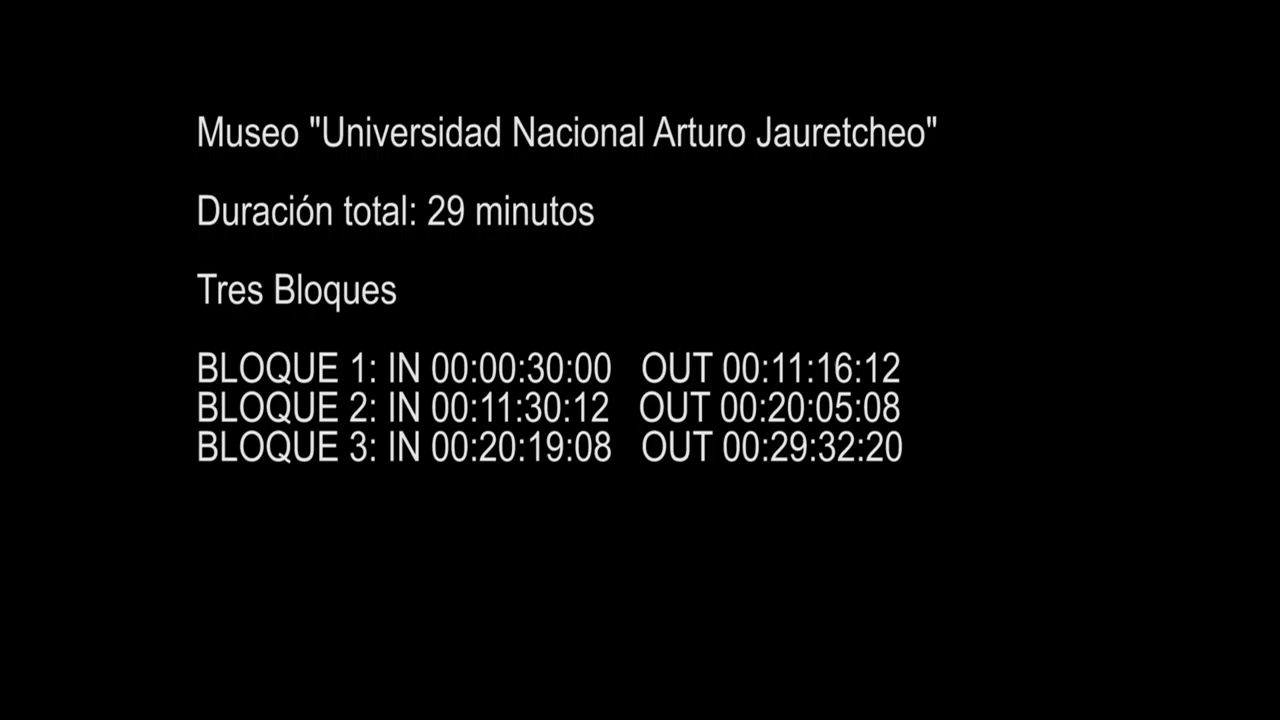 Museo "Universidad Nacional Arturo Jauretcheo"
Duración total: 29 minutos
Tres Bloques
BLOQUE 1: IN 00:00:30:00 OUT 00:11:16:12
BLOQUE 2: IN 00:11:30:12 OUT 00:20:05:08
BLOQUE 3: IN 00:20:19:08 OUT 00:29:32:20